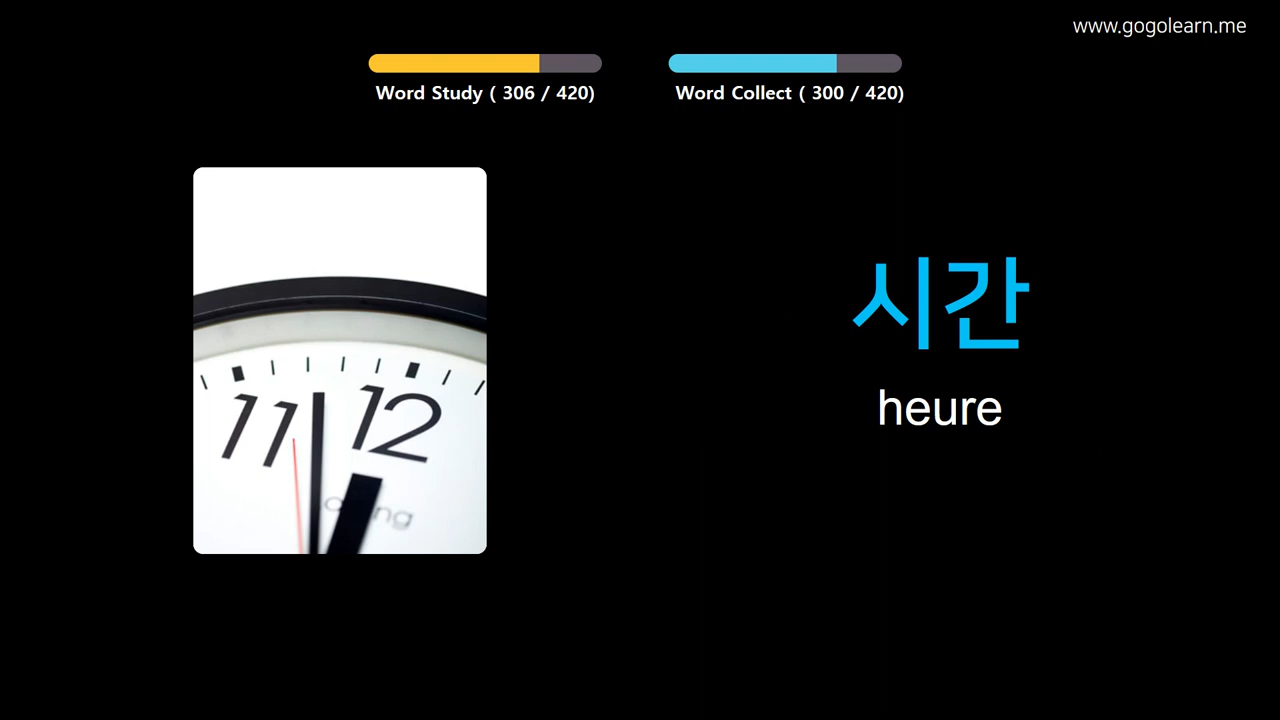 www.gogolearn.me
Word Study ( 306 / 420)
Word Collect ( 300 / 420)
시간
heure
11
12